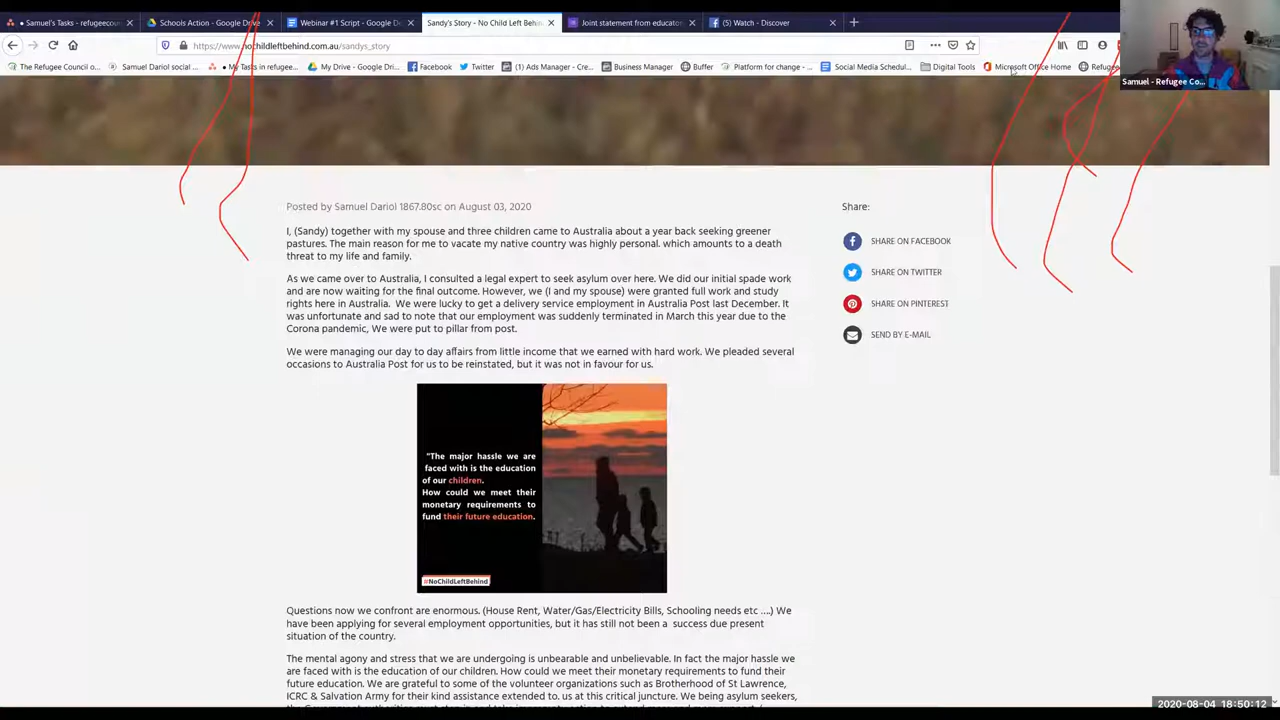 Samuel's Tasks - refugeecoun
Schools Action - Google Drive
Webinar #1 Script - Google Do
Sandy's Story - No Child Left Behi
Joint statement from educator
(5) Watch - Discover
https://www.nochildleftbehind.com.au/sandys_story
The Refugee Council o...
Samuel Dariol social ...
My Tasks in refugee...
My Drive - Google Dri...
Facebook
Twitter
(1) Ads Manager - Cre...
Business Manager
Buffer
Platform for change - ...
Social Media Schedul...
Digital Tools
Microsoft Office Home
Refugee
Samuel - Refugee Co...
Posted by Samuel Dariol 1867.80sc on August 03, 2020
I, (Sandy) together with my spouse and three children came to Australia about a year back seeking greener
pastures. The main reason for me to vacate my native country was highly personal. which amounts to a death
threat to my life and family.
As we came over to Australia, I consulted a legal expert to seek asylum over here. We did our initial spade work
and are now waiting for the final outcome. However, we (I and my spouse) were granted full work and study
rights here in Australia. We were lucky to get a delivery service employment in Australia Post last December. It
was unfortunate and sad to note that our employment was suddenly terminated in March this year due to the
Corona pandemic, We were put to pillar from post.
We were managing our day to day affairs from little income that we earned with hard work. We pleaded several
occasions to Australia Post for us to be reinstated, but it was not in favour for us.
"The major hassle we are
faced with is the education
of our children.
How could we meet their
monetary requirements to
fund their future education.
#NoChildLeftBehind
Questions now we confront are enormous. (House Rent, Water/Gas/Electricity Bills, Schooling needs etc ....) We
have been applying for several employment opportunities, but it has still not been a success due present
situation of the country.
The mental agony and stress that we are undergoing is unbearable and unbelievable. In fact the major hassle we
are faced with is the education of our children. How could we meet their monetary requirements to fund their
future education. We are grateful to some of the volunteer organizations such as Brotherhood of St Lawrence,
ICRC & Salvation Army for their kind assistance extended to. us at this critical juncture. We being asylum seekers,
Share:
SHARE ON FACEBOOK
SHARE ON TWITTER
SHARE ON PINTEREST
SEND BY E-MAIL
2020-08-04 18:50:12